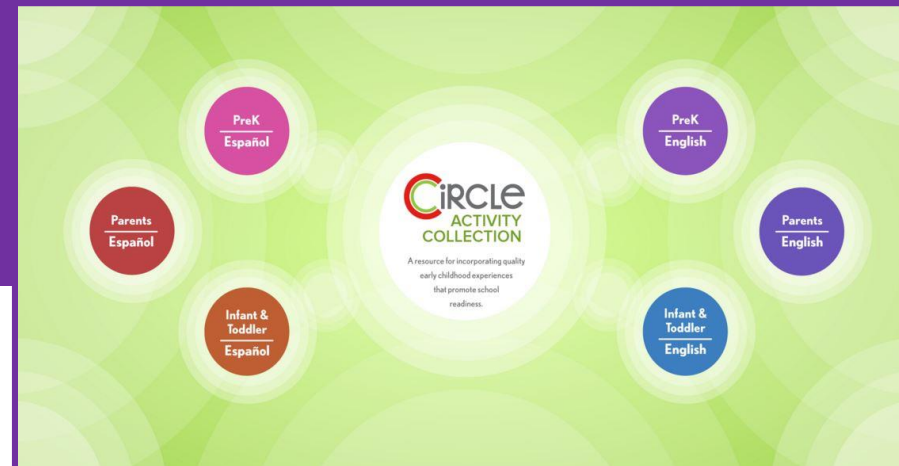 PreK
Español
Parents
Español
Infant &
Toddler
Español
CiRCLE
ACTIVITY
COLLECTION
A resource for incorporating quality
early childhood experiences
that promote school
readiness.
PreK
English
Parents
English
Infant &
Toddler
English